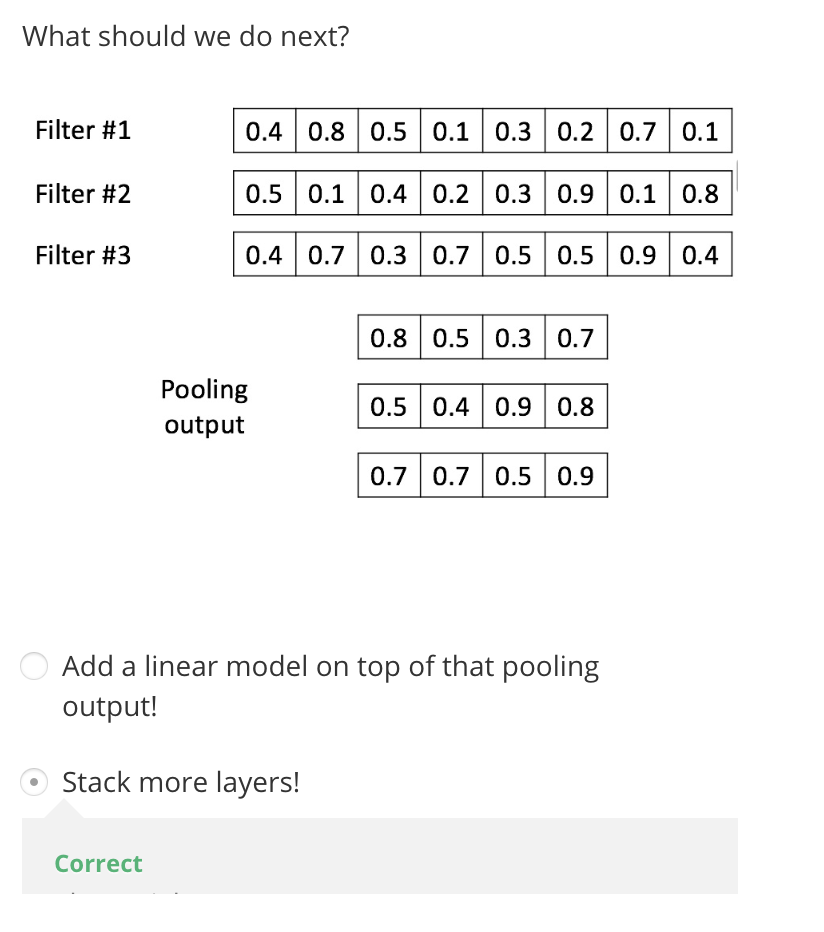 What should we do next?
Filter #1 0.4 0.8 0.5 0.1 0.3 0.2 0.7 0.1
Filter #2 0.5 0.1 0.4 0.2 0.3 0.9 0.1 0.8
Filter #3 0.4 0.7 0.3 0.7 0.5 0.5 0.9 0.4
0.8 0.5 0.3 0.7
Pooling
output
0.5 0.4 0.9 0.8
0.7 0.7 0.5 0.9
Add a linear model on top of that pooling
output!
Stack more layers!
Correct